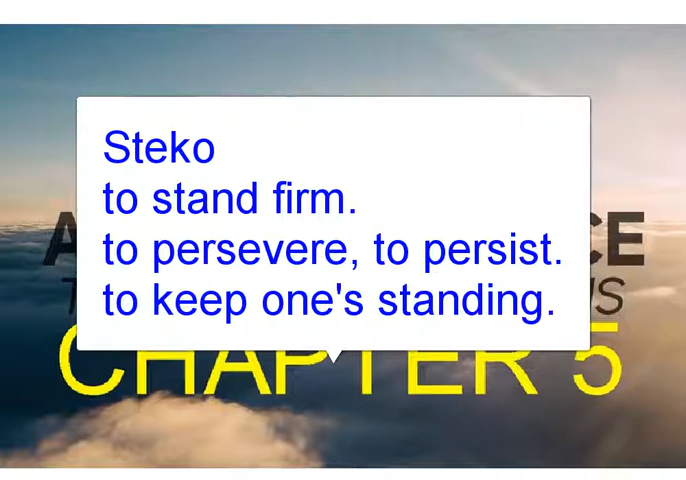 Steko
to stand firm.
to persevere, to persist.
to keep one's standing.
CHAPTER 5